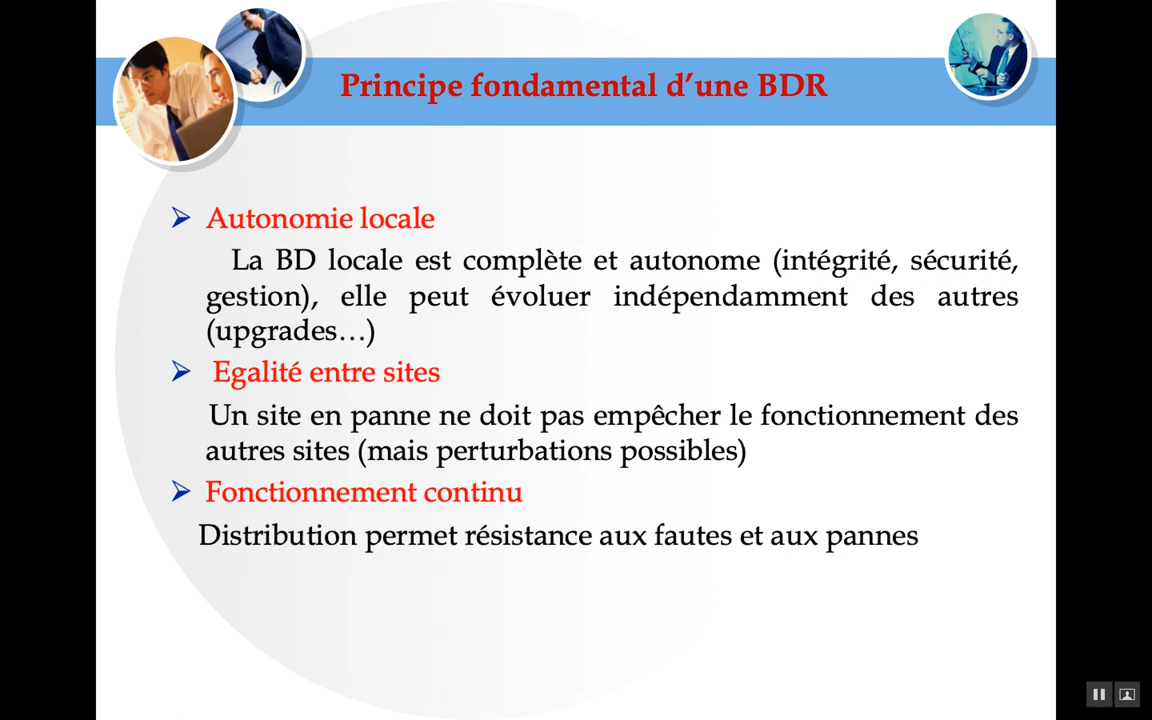 Principe fondamental d’une BDR
Autonomie locale
La BD locale est complète et autonome (intégrité, sécurité,
gestion), elle peut évoluer indépendamment des autres
(upgrades…)
Egalité entre sites
Un site en panne ne doit pas empêcher le fonctionnement des
autres sites (mais perturbations possibles)
Fonctionnement continu
Distribution permet résistance aux fautes et aux pannes